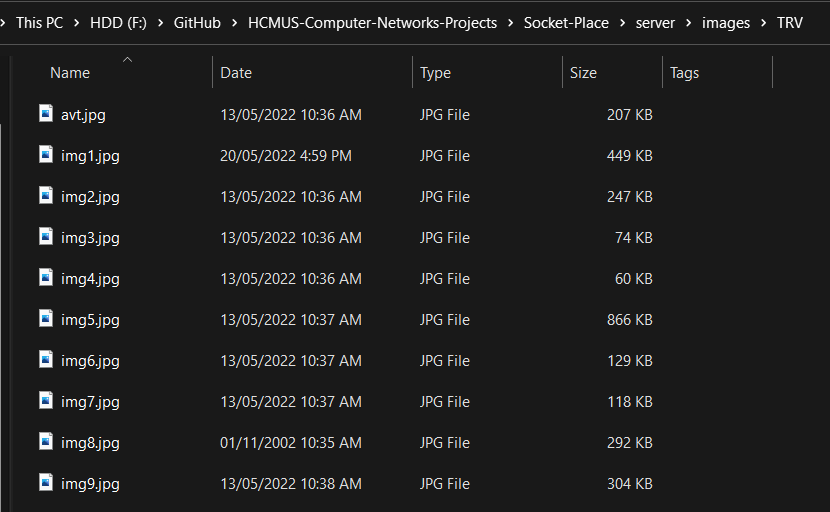 This PC > HDD (F:) > GitHub > HCMUS-Computer-Networks-Projects > Socket-Place > server > images > TRV
Name Date Type Size Tags
avt.jpg 13/05/2022 10:36 AM JPG File 207 KB
img1.jpg 20/05/2022 4:59 PM JPG File 449 KB
img2.jpg 13/05/2022 10:36 AM JPG File 247 KB
img3.jpg 13/05/2022 10:36 AM JPG File 74 KB
img4.jpg 13/05/2022 10:36 AM JPG File 60 KB
img5.jpg 13/05/2022 10:37 AM JPG File 866 KB
img6.jpg 13/05/2022 10:37 AM JPG File 129 KB
img7.jpg 13/05/2022 10:37 AM JPG File 118 KB
img8.jpg 01/11/2002 10:35 AM JPG File 292 KB
img9.jpg 13/05/2022 10:38 AM JPG File 304 KB